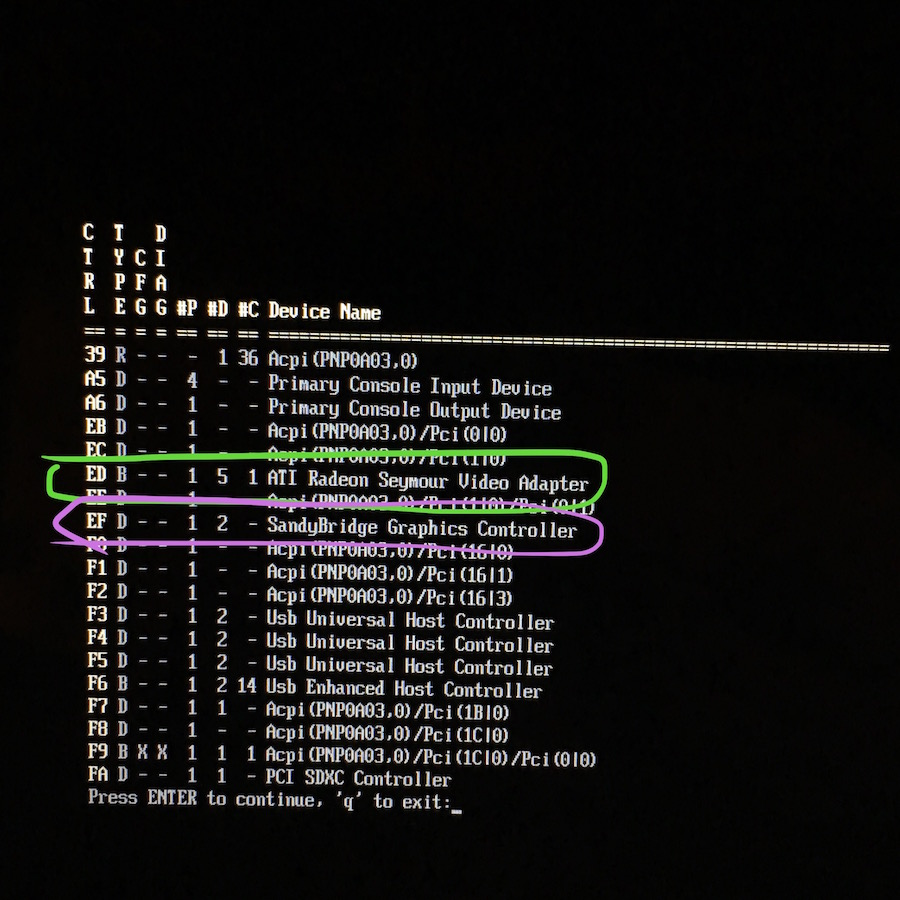 C T D
T Y C I
R P F A
L E G G #P #D #C Device Name
== = = = == == == ==============================================================
39 R - - - 1 36 Acpi(PNP0A03,0)
A5 D - - 4 - - Primary Console Input Device
A6 D - - 1 - - Primary Console Output Device
EB D - - 1 - - Acpi(PNP0A03,0)/Pci(0|0)
EC D - - 1 - - Acpi(PNP0A03,0)/Pci(1|0)
ED B - - 1 5 1 ATI Radeon Seymour Video Adapter
EE D - - 1 - - Acpi(PNP0A03,0)/Pci(1|0)/Pci(0|1)
EF D - - 1 2 - SandyBridge Graphics Controller
F0 D - - 1 - - Acpi(PNP0A03,0)/Pci(16|0)
F1 D - - 1 - - Acpi(PNP0A03,0)/Pci(16|1)
F2 D - - 1 - - Acpi(PNP0A03,0)/Pci(16|3)
F3 D - - 1 2 - Usb Universal Host Controller
F4 D - - 1 2 - Usb Universal Host Controller
F5 D - - 1 2 - Usb Universal Host Controller
F6 B - - 1 2 14 Usb Enhanced Host Controller
F7 D - - 1 1 - Acpi(PNP0A03,0)/Pci(1B|0)
F8 D - - 1 - - Acpi(PNP0A03,0)/Pci(1C|0)
F9 B X X 1 1 1 Acpi(PNP0A03,0)/Pci(1C|0)/Pci(0|0)
FA D - - 1 1 - PCI SDXC Controller
Press ENTER to continue, 'q' to exit:_